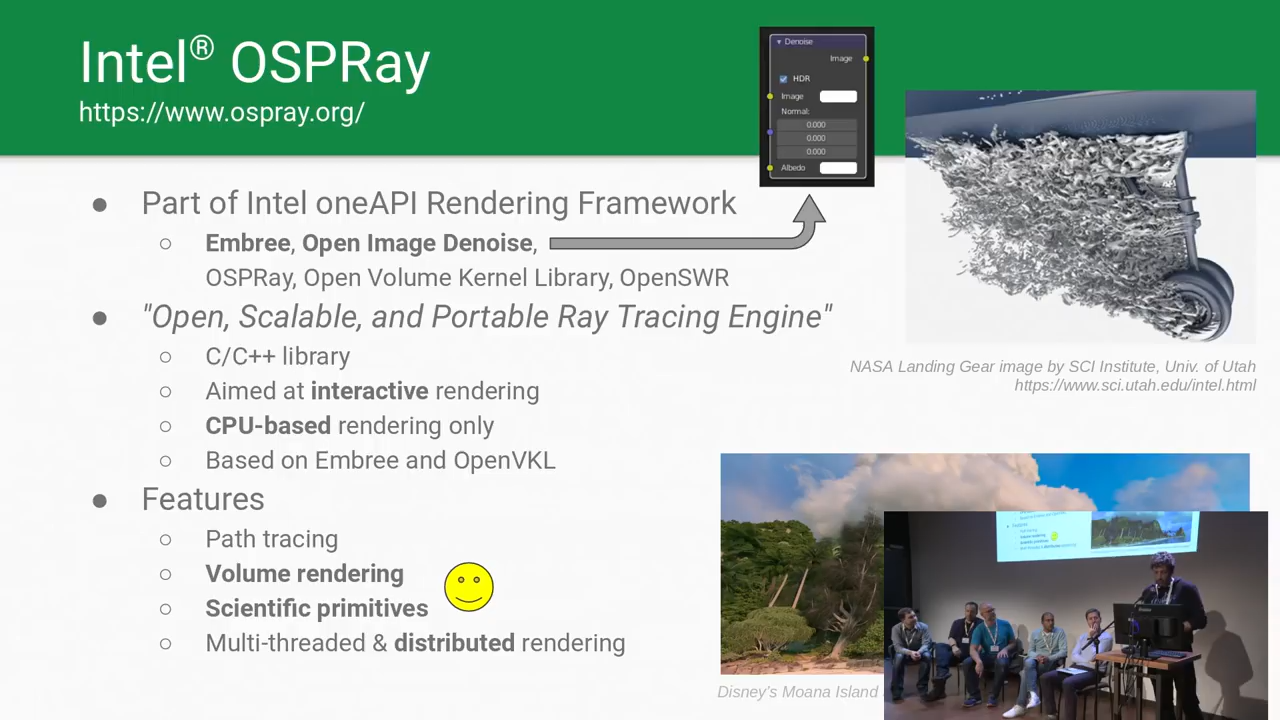 Intel® OSPRay
https://www.ospray.org/
Denoise
Image
HDR
Image
Normal:
0.000
0.000
0.000
Albedo
● Part of Intel oneAPI Rendering Framework
○ Embree, Open Image Denoise,
OSPRay, Open Volume Kernel Library, OpenSWR
● "Open, Scalable, and Portable Ray Tracing Engine"
○ C/C++ library
○ Aimed at interactive rendering
○ CPU-based rendering only
○ Based on Embree and OpenVKL
● Features
○ Path tracing
○ Volume rendering
○ Scientific primitives
○ Multi-threaded & distributed rendering
NASA Landing Gear image by SCI Institute, Univ. of Utah
https://www.sci.utah.edu/intel.html
Disney's Moana Island